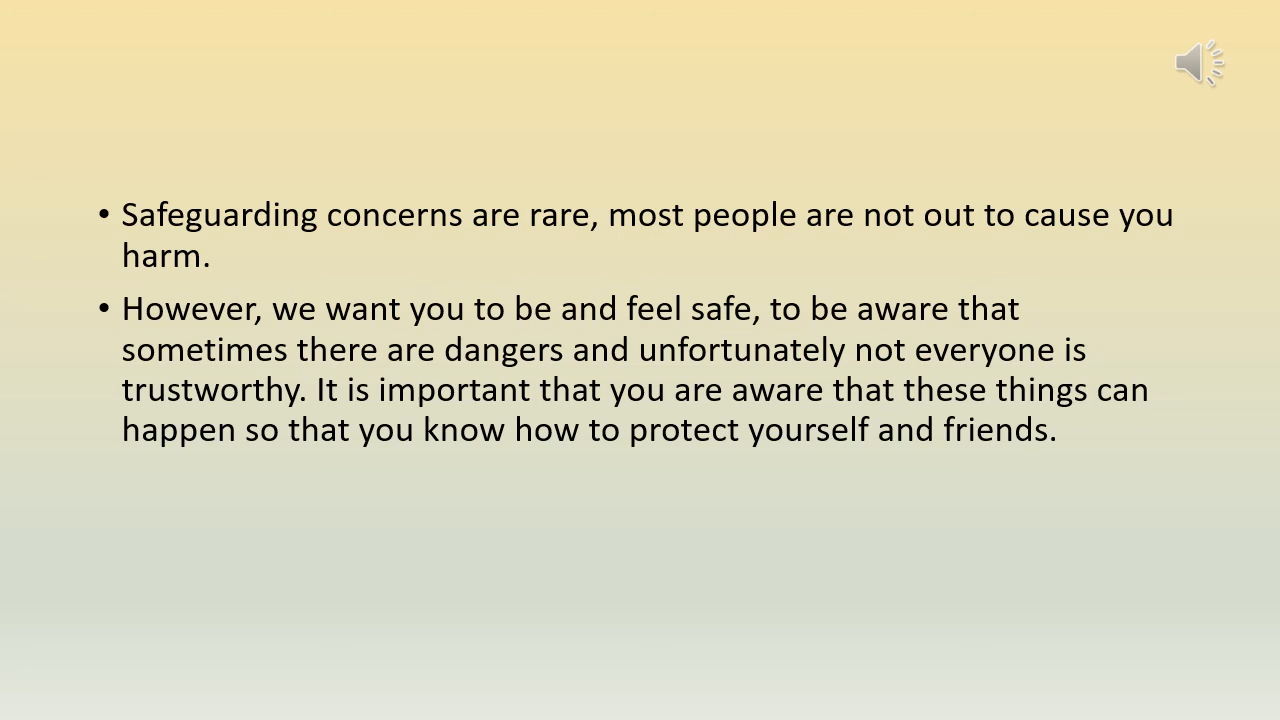 • Safeguarding concerns are rare, most people are not out to cause you
harm.
• However, we want you to be and feel safe, to be aware that
sometimes there are dangers and unfortunately not everyone is
trustworthy. It is important that you are aware that these things can
happen so that you know how to protect yourself and friends.